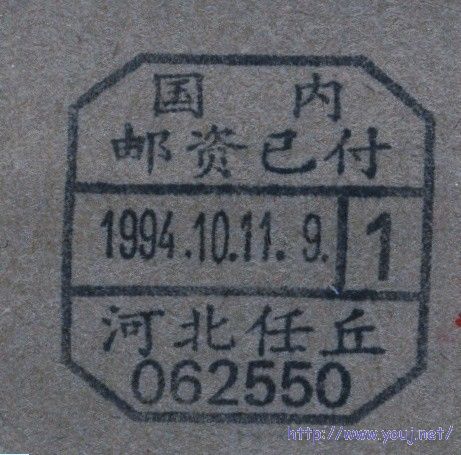 国 内
邮资已付
1994.10.11. 9. 1
河北任丘
062550
http://www.youj.net/